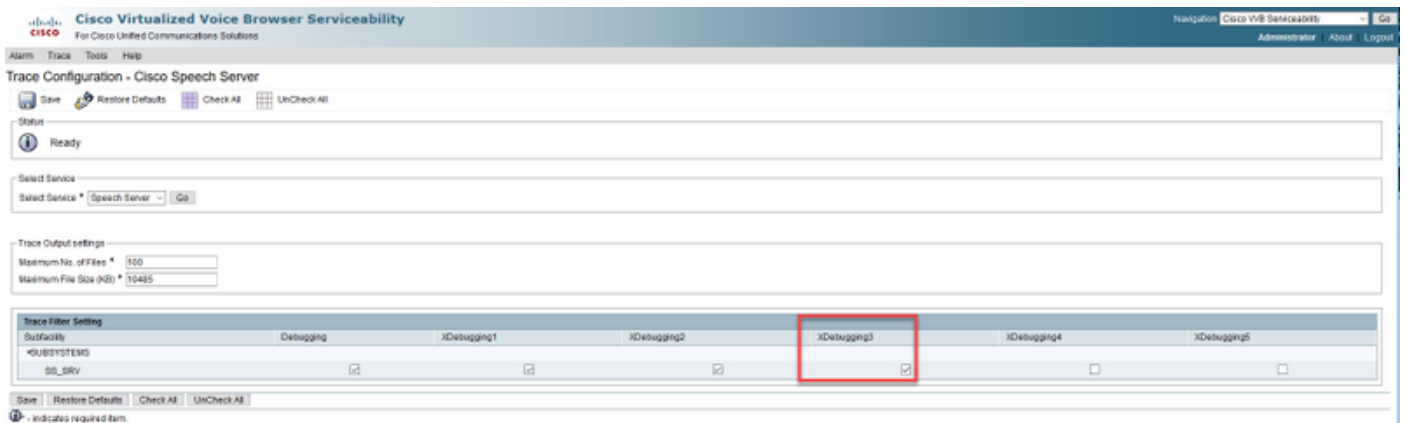 Cisco Virtualized Voice Browser Serviceability
CISCO For Cisco Unified Communications Solutions
Navigation Cisco VVB Serviceability Go
Administrator | About | Logout
Alarm Trace Tools Help
Trace Configuration - Cisco Speech Server
Save Restore Defaults Check All UnCheck All
Status
Ready
Select Service
Select Service * Speech Server Go
Trace Output settings
Maximum No. of Files * 100
Maximum File Size (KB) * 10485
Trace Filter Setting
Subfacility Debugging XDebugging1 XDebugging2 XDebugging3 XDebugging4 XDebugging5
SUBSYSTEMS
SS_SRV
Save Restore Defaults Check All UnCheck All
- indicates required item.